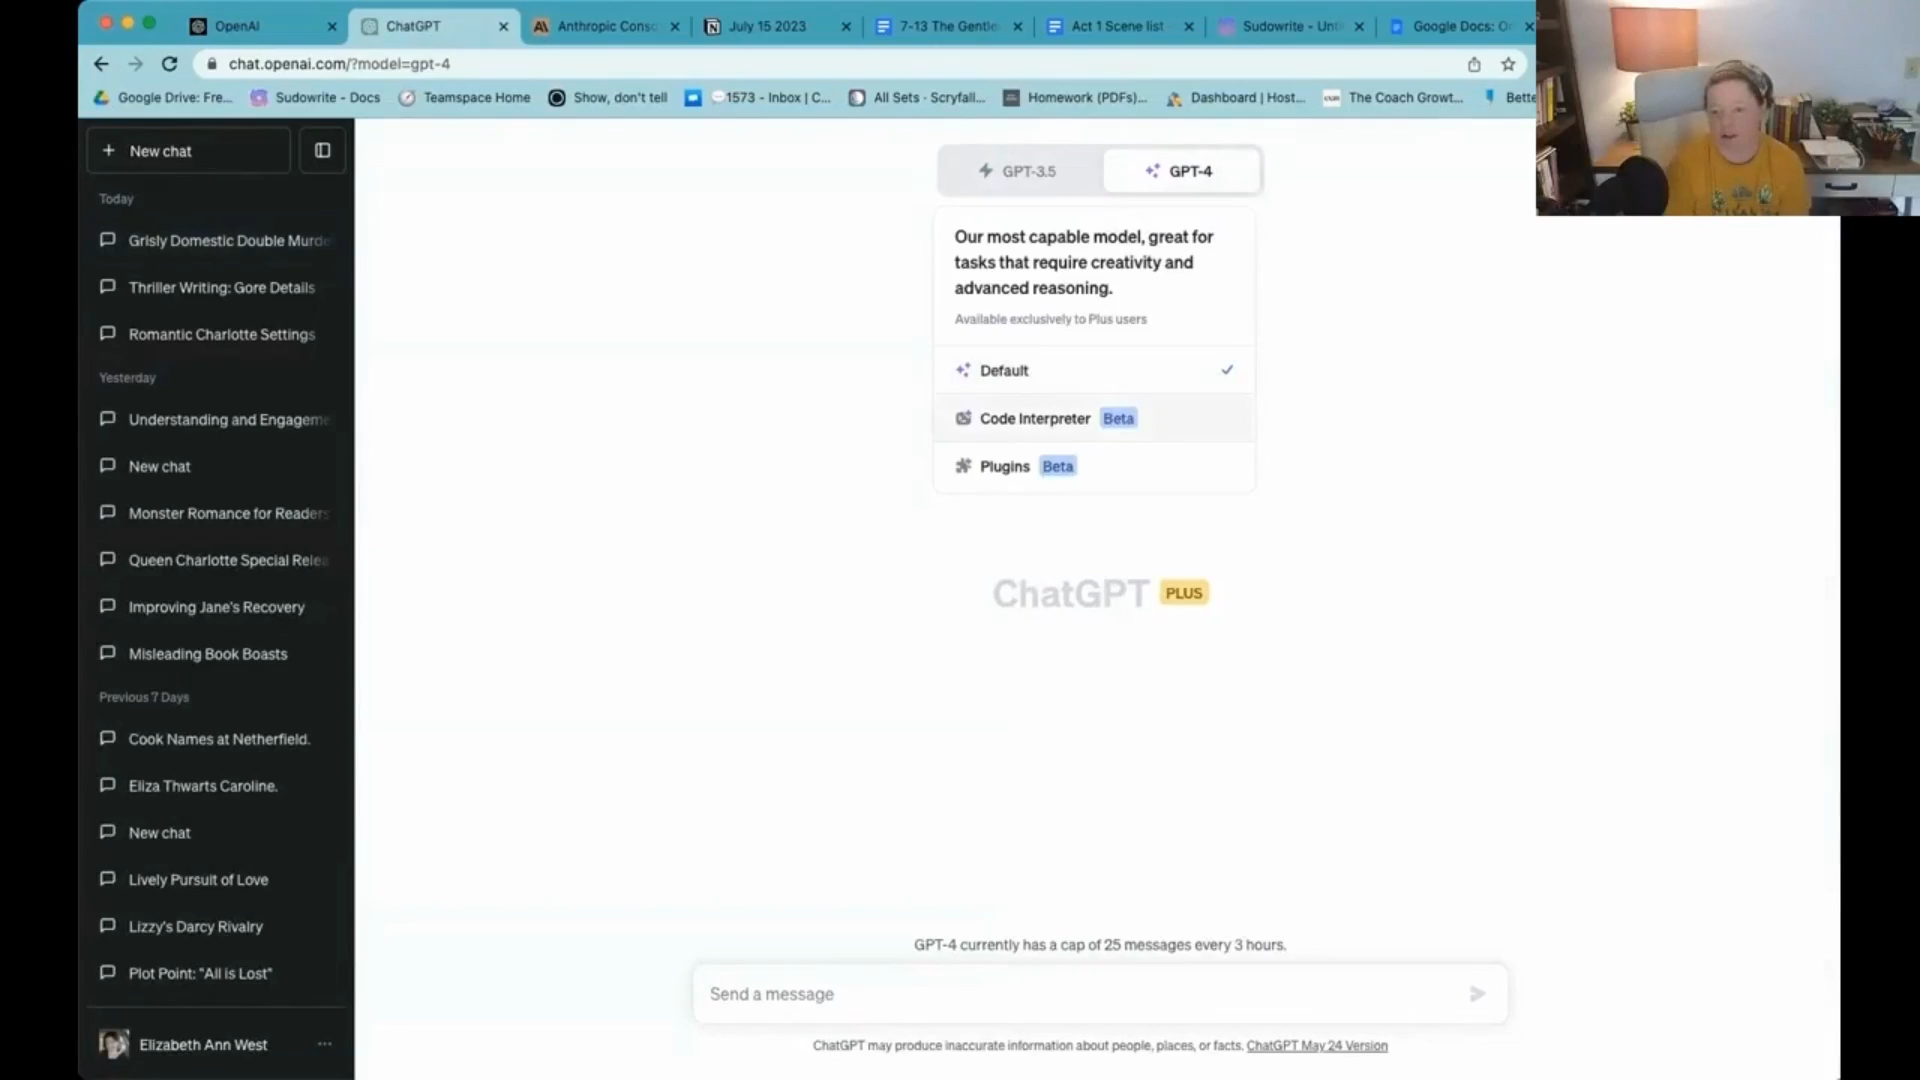 OpenAI
ChatGPT
Anthropic Consc
July 15 2023
7-13 The Gentle
Act 1 Scene list
Sudowrite - Unti
Google Docs: O
chat.openai.com/?model=gpt-4
Google Drive: Fre...
Sudowrite - Docs
Teamspace Home
Show, don't tell
1573 - Inbox | C...
All Sets · Scryfall...
Homework (PDFs)...
Dashboard | Host...
The Coach Growt...
Bette
+ New chat
Today
Grisly Domestic Double Murde
Thriller Writing: Gore Details
Romantic Charlotte Settings
Yesterday
Understanding and Engageme
New chat
Monster Romance for Readers
Queen Charlotte Special Relea
Improving Jane's Recovery
Misleading Book Boasts
Previous 7 Days
Cook Names at Netherfield.
Eliza Thwarts Caroline.
New chat
Lively Pursuit of Love
Lizzy's Darcy Rivalry
Plot Point: "All is Lost"
Elizabeth Ann West
GPT-3.5
GPT-4
Our most capable model, great for
tasks that require creativity and
advanced reasoning.
Available exclusively to Plus users
Default
Code Interpreter Beta
Plugins Beta
ChatGPT PLUS
GPT-4 currently has a cap of 25 messages every 3 hours.
Send a message
ChatGPT may produce inaccurate information about people, places, or facts. ChatGPT May 24 Version